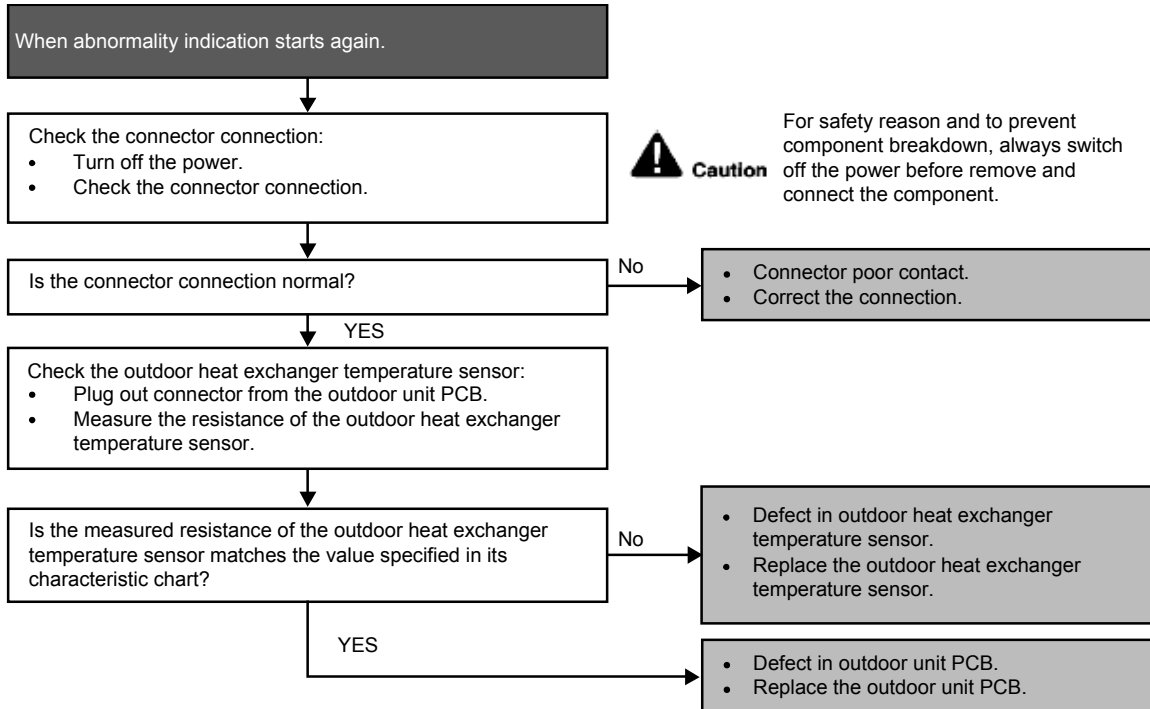 When abnormality indication starts again.
Check the connector connection:
• Turn off the power.
• Check the connector connection.
For safety reason and to prevent
component breakdown, always switch
off the power before remove and
connect the component.
Caution
Is the connector connection normal?
No
• Connector poor contact.
• Correct the connection.
YES
Check the outdoor heat exchanger temperature sensor:
• Plug out connector from the outdoor unit PCB.
• Measure the resistance of the outdoor heat exchanger
temperature sensor.
Is the measured resistance of the outdoor heat exchanger
temperature sensor matches the value specified in its
characteristic chart?
No
• Defect in outdoor heat exchanger
temperature sensor.
• Replace the outdoor heat exchanger
temperature sensor.
YES
• Defect in outdoor unit PCB.
• Replace the outdoor unit PCB.